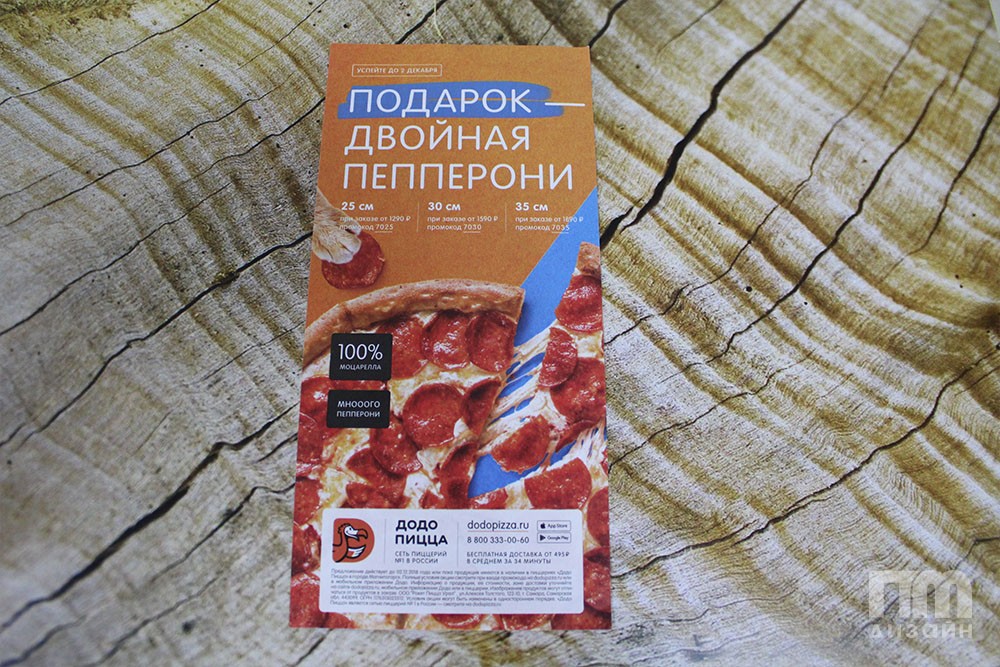 УСПЕЙТЕ ДО 2 ДЕКАБРЯ
ПОДАРОК —
ДВОЙНАЯ
ПЕППЕРОНИ
25 см
при заказе от 1290 ₽
промокод 7025
30 см
при заказе от 1590 ₽
промокод 7030
35 см
при заказе от 1890 ₽
промокод 7035
100%
МОЦАРЕЛЛА
МНОООГО
ПЕППЕРОНИ
ДОДО
ПИЦЦА
СЕТЬ ПИЦЦЕРИЙ
№1 В РОССИИ
dodopizza.ru
8 800 333-00-60
App Store
Google Play
БЕСПЛАТНАЯ ДОСТАВКА ОТ 495₽
В СРЕДНЕМ ЗА 34 МИНУТЫ
дизайн